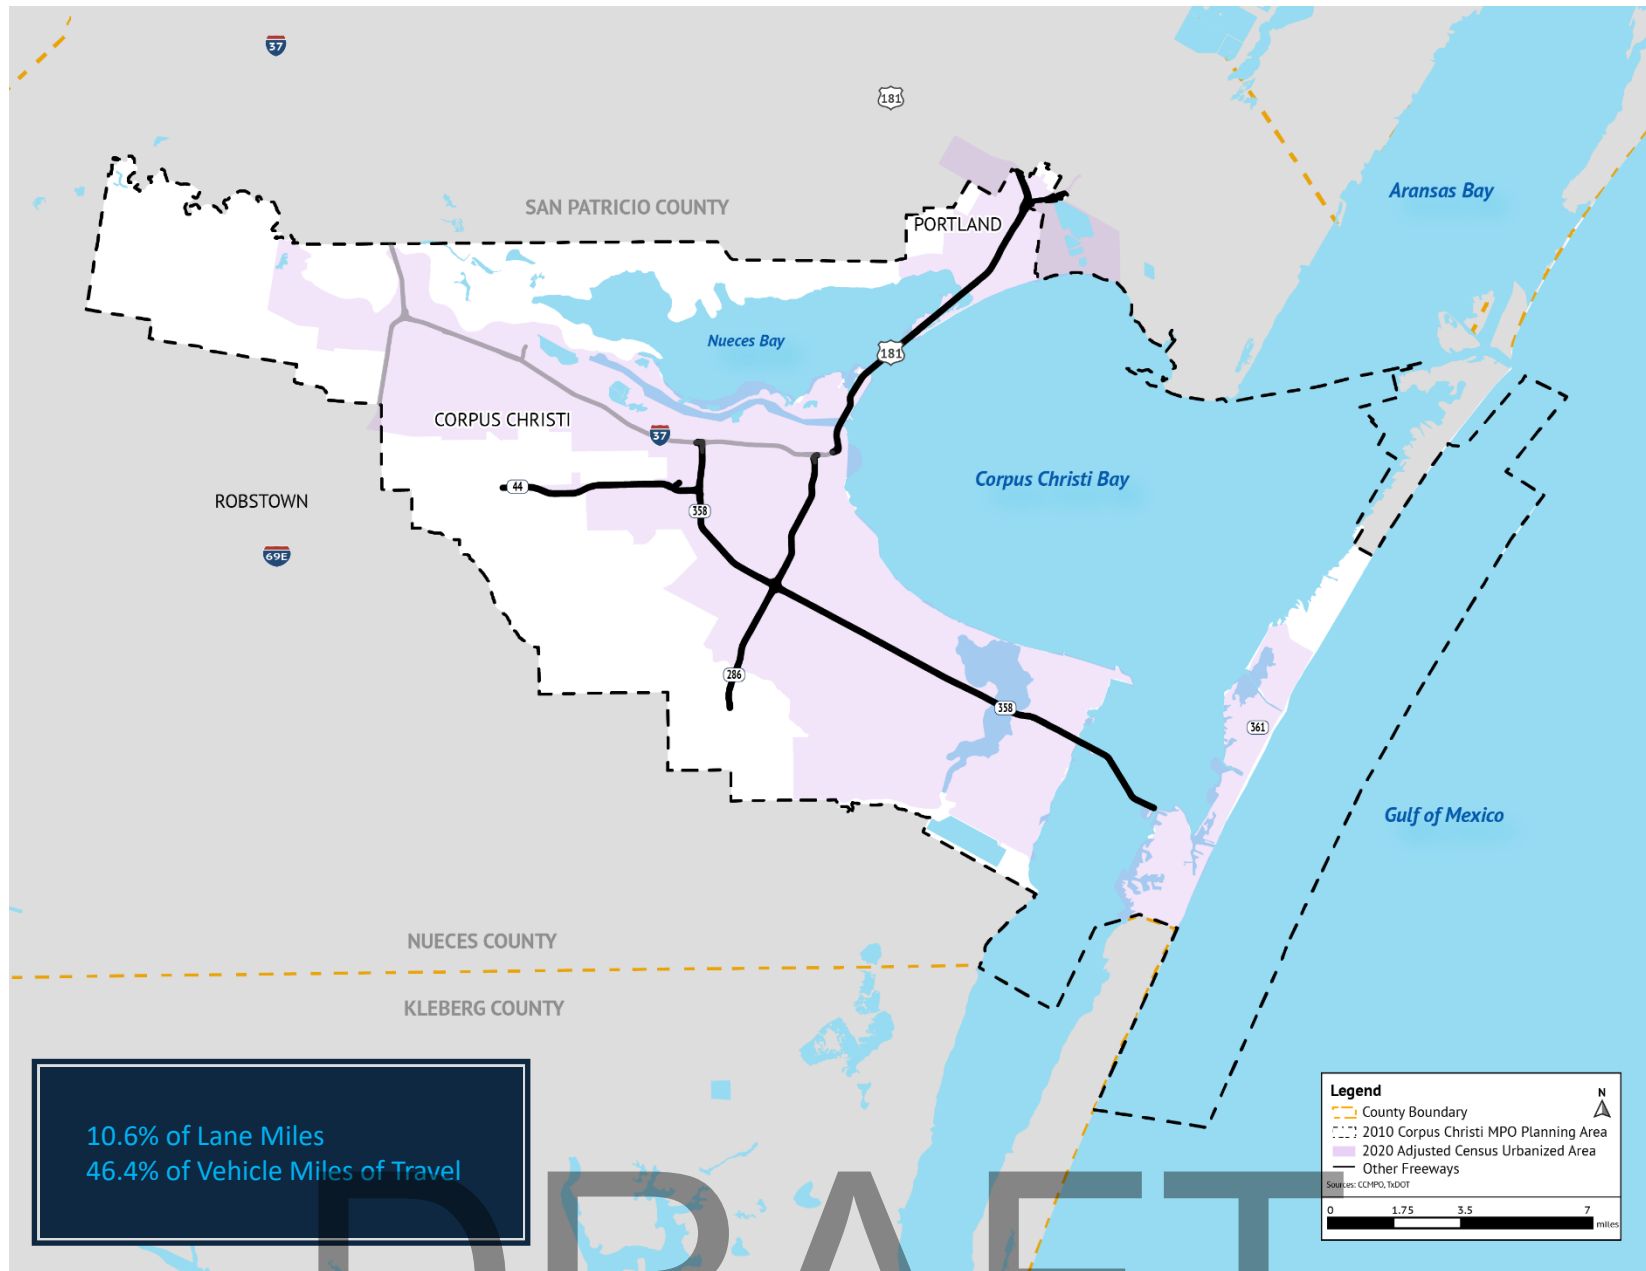 37
181
Aransas Bay
SAN PATRICIO COUNTY
PORTLAND
Nueces Bay
181
CORPUS CHRISTI
37
Corpus Christi Bay
44
ROBSTOWN
358
69E
286
358
361
Gulf of Mexico
NUECES COUNTY
KLEBERG COUNTY
10.6% of Lane Miles
46.4% of Vehicle Miles of Travel
Legend
N
County Boundary
2010 Corpus Christi MPO Planning Area
2020 Adjusted Census Urbanized Area
Other Freeways
Sources: CCMPO, TxDOT
0 1.75 3.5 7
miles
DRAFT